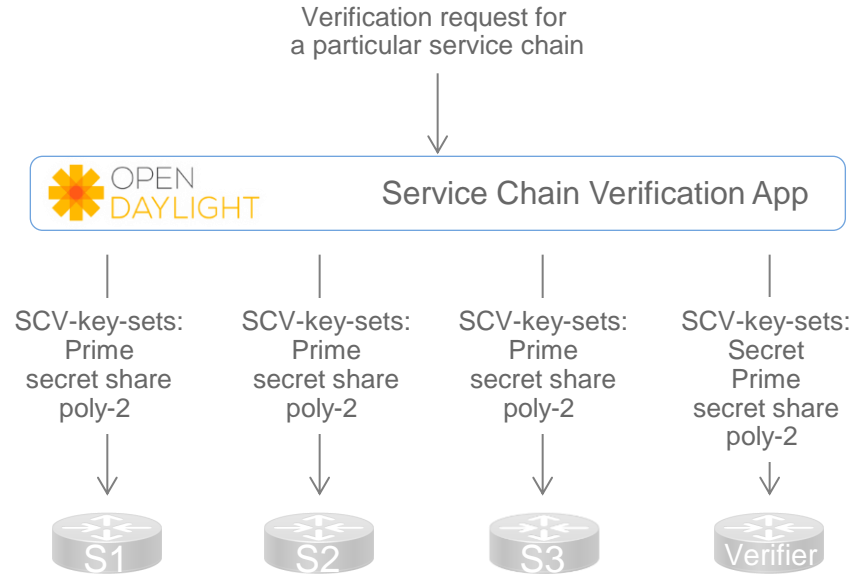 Verification request for
a particular service chain
OPEN
DAYLIGHT
Service Chain Verification App
SCV-key-sets:
Prime
secret share
poly-2
SCV-key-sets:
Prime
secret share
poly-2
SCV-key-sets:
Prime
secret share
poly-2
SCV-key-sets:
Secret
Prime
secret share
poly-2
S1
S2
S3
Verifier